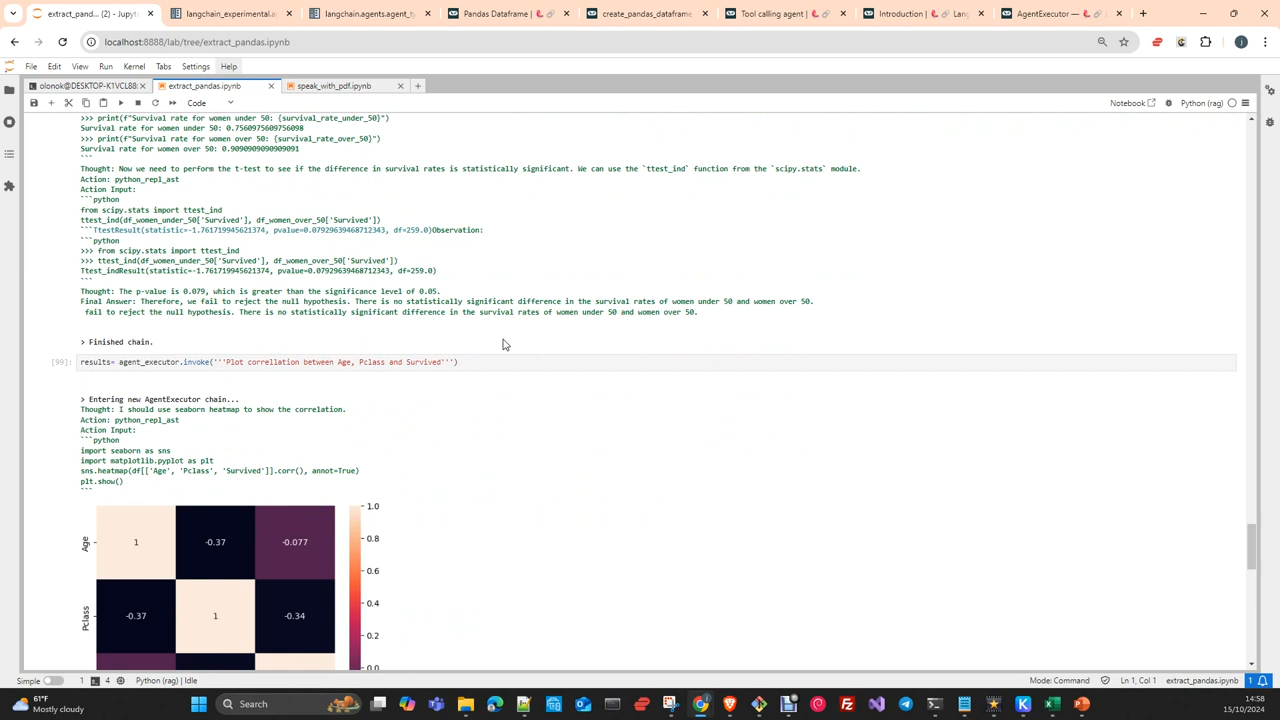 extract_pand... (2) - Jupyt
langchain_experimental.a
langchain.agents.agent_t
Pandas Dataframe |
create_pandas_dataframe
Tool calling agent |
Introduction | Lan
AgentExecutor —
localhost:8888/lab/tree/extract_pandas.ipynb
File Edit View Run Kernel Tabs Settings Help
olonok@DESKTOP-K1VCL88:
extract_pandas.ipynb
speak_with_pdf.ipynb
Code
Notebook
Python (rag)
>>> print(f"Survival rate for women under 50: {survival_rate_under_50}")
Survival rate for women under 50: 0.7560975609756098
>>> print(f"Survival rate for women over 50: {survival_rate_over_50}")
Survival rate for women over 50: 0.9090909090909091
```
Thought: Now we need to perform the t-test to see if the difference in survival rates is statistically significant. We can use the `ttest_ind` function from the `scipy.stats` module.
Action: python_repl_ast
Action Input:
```python
from scipy.stats import ttest_ind
ttest_ind(df_women_under_50['Survived'], df_women_over_50['Survived'])
```TtestResult(statistic=-1.761719945621374, pvalue=0.07929639468712343, df=259.0)Observation:
```python
>>> from scipy.stats import ttest_ind
>>> ttest_ind(df_women_under_50['Survived'], df_women_over_50['Survived'])
Ttest_indResult(statistic=-1.761719945621374, pvalue=0.07929639468712343, df=259.0)
```
Thought: The p-value is 0.079, which is greater than the significance level of 0.05.
Final Answer: Therefore, we fail to reject the null hypothesis. There is no statistically significant difference in the survival rates of women under 50 and women over 50.
fail to reject the null hypothesis. There is no statistically significant difference in the survival rates of women under 50 and women over 50.
> Finished chain.
[99]: results= agent_executor.invoke('''Plot correllation between Age, Pclass and Survived''')
> Entering new AgentExecutor chain...
Thought: I should use seaborn heatmap to show the correlation.
Action: python_repl_ast
Action Input:
```python
import seaborn as sns
import matplotlib.pyplot as plt
sns.heatmap(df[['Age', 'Pclass', 'Survived']].corr(), annot=True)
plt.show()
```
1.0
0.8
0.6
0.4
0.2
0.0
Age
1 -0.37 -0.077
Pclass
-0.37 1 -0.34
Simple
1
4
Python (rag) | Idle
Mode: Command
Ln 1, Col 1
extract_pandas.ipynb
1
61°F
Mostly cloudy
Search
14:58
15/10/2024